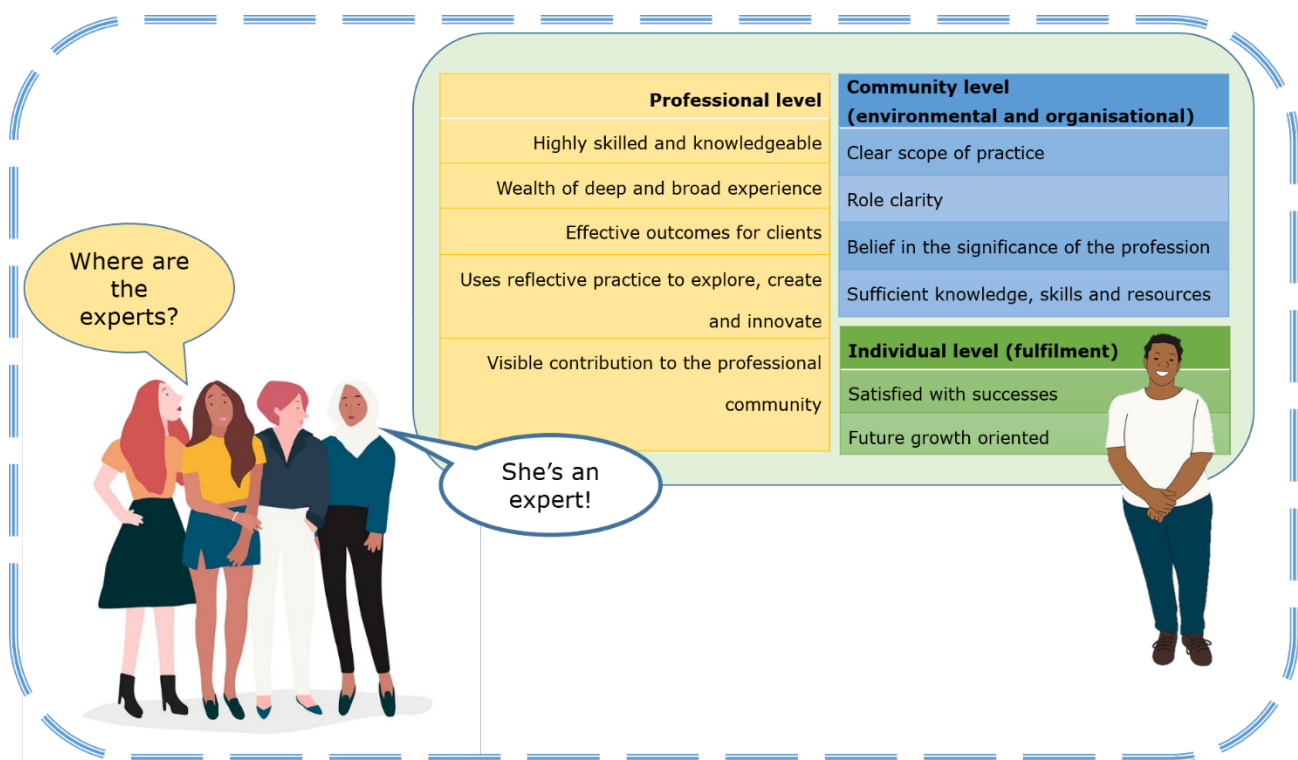 Where are
the
experts?
She's an
expert!
Professional level
Highly skilled and knowledgeable
Wealth of deep and broad experience
Effective outcomes for clients
Uses reflective practice to explore, create
and innovate
Visible contribution to the professional
community
Community level
(environmental and organisational)
Clear scope of practice
Role clarity
Belief in the significance of the profession
Sufficient knowledge, skills and resources
Individual level (fulfilment)
Satisfied with successes
Future growth oriented